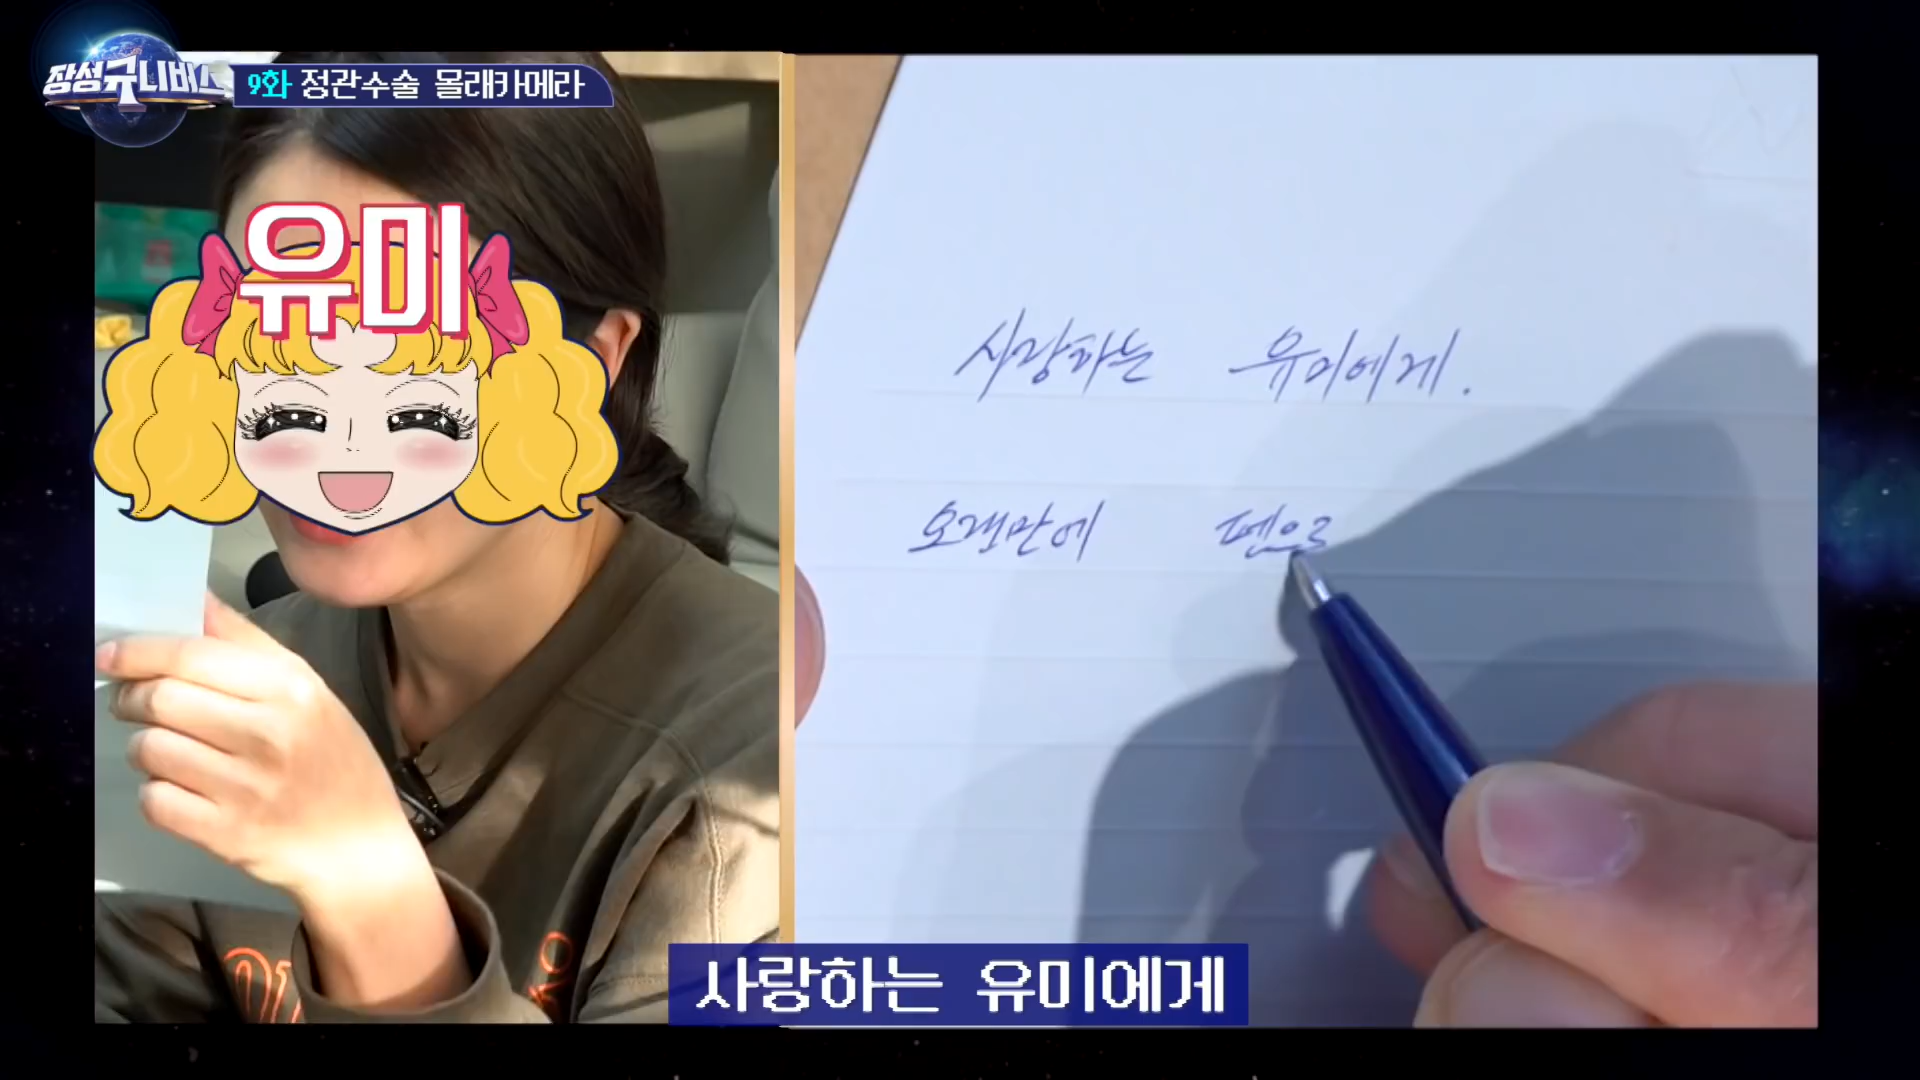 장성규니버스
9화 정관수술 몰래카메라
유미
사랑하는 유미에게.
오랜만에 펜으로
사랑하는 유미에게